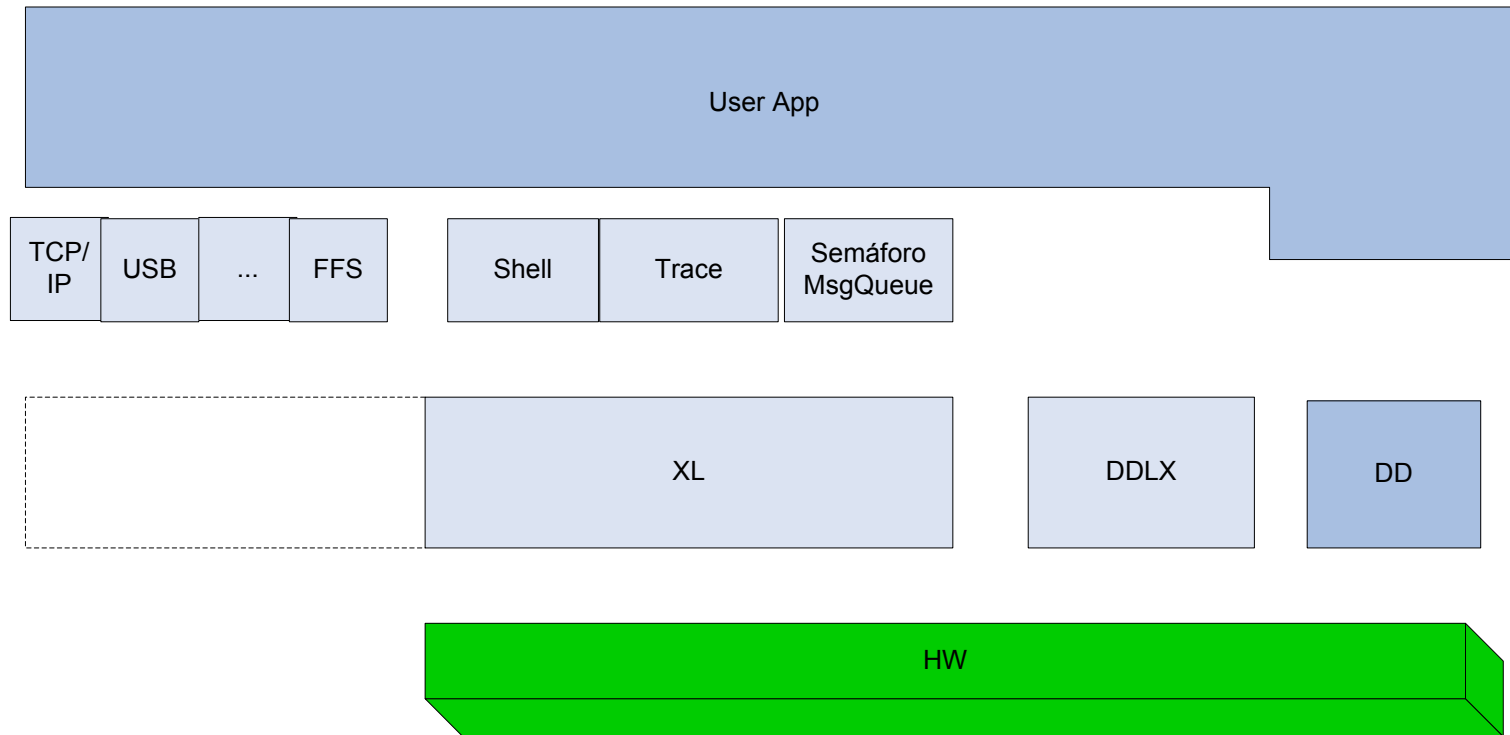 User App
TCP/
IP
USB
...
FFS
Shell
Trace
Semáforo
MsgQueue
XL
DDLX
DD
HW